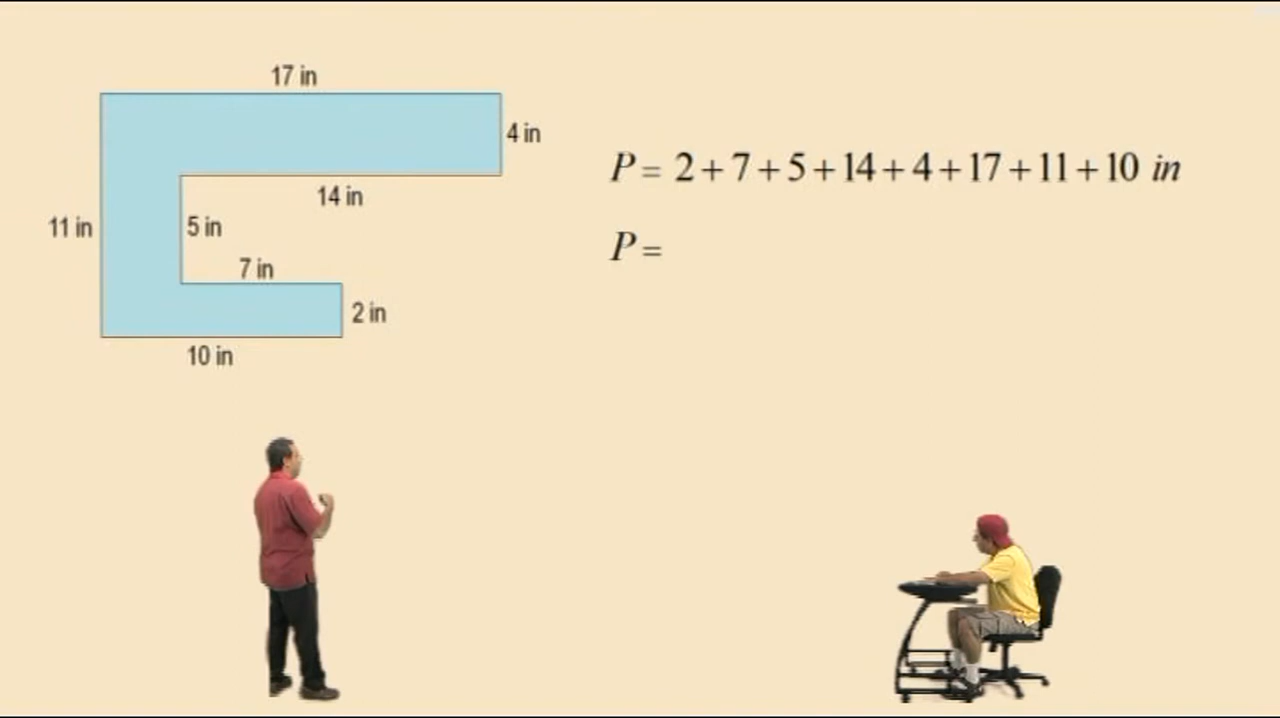 17 in
4 in
14 in
11 in
5 in
7 in
2 in
10 in
P = 2 + 7 + 5 + 14 + 4 + 17 + 11 + 10 in
P =